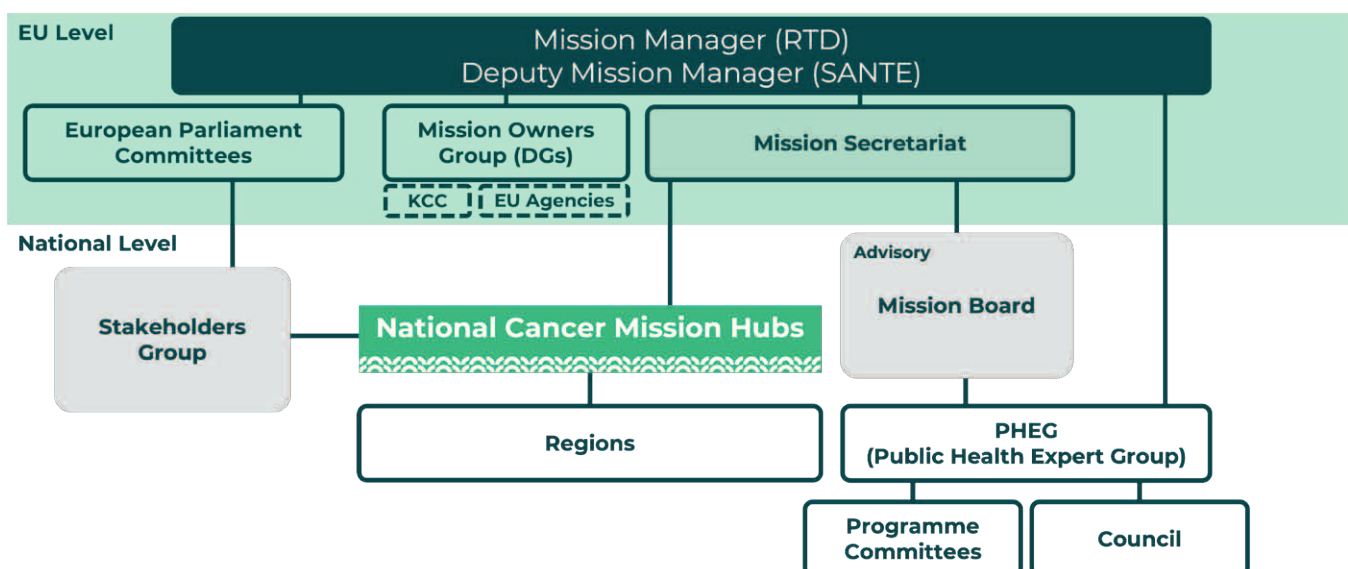 EU Level
Mission Manager (RTD)
Deputy Mission Manager (SANTE)
European Parliament
Committees
Mission Owners
Group (DGs)
Mission Secretariat
KCC
EU Agencies
National Level
Stakeholders
Group
National Cancer Mission Hubs
Advisory
Mission Board
Regions
PHEG
(Public Health Expert Group)
Programme
Committees
Council